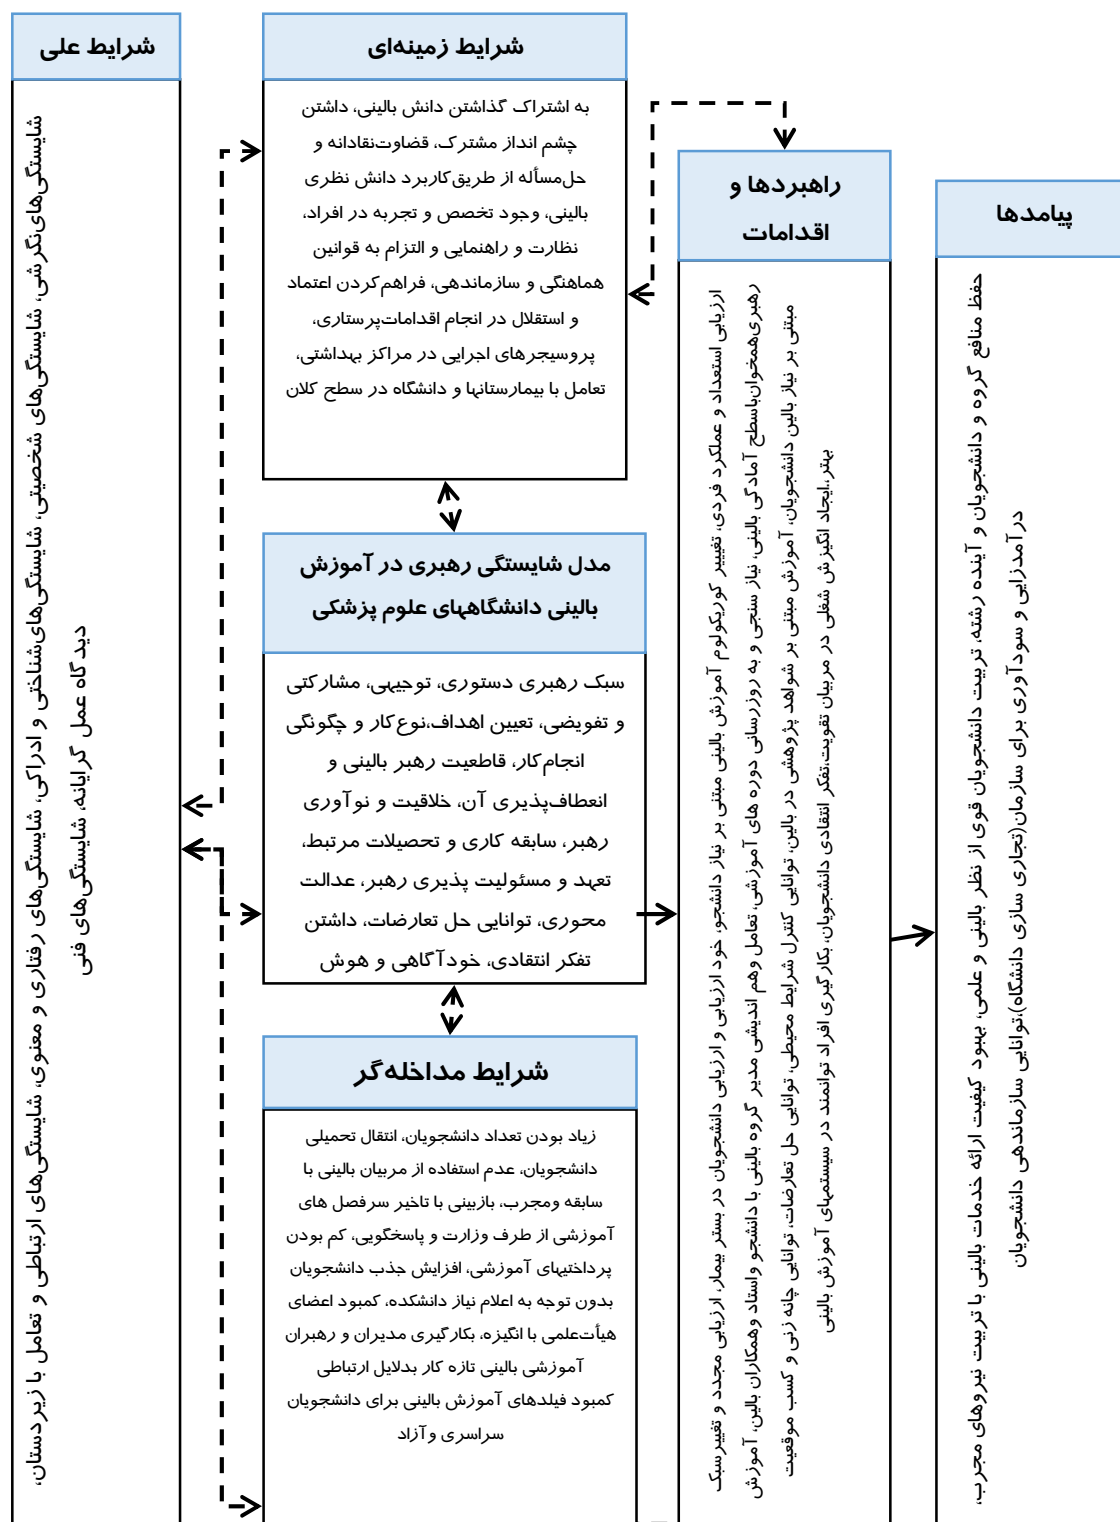 شرایط علی
شایستگی‌های‌نگرشی، شایستگی‌های شخصیتی، شایستگی‌های‌شناختی و ادراکی، شایستگی‌های رفتاری و معنوی، شایستگی‌های ارتباطی و تعامل با زیردستان،
دیدگاه عمل گرایانه، شایستگی‌های فنی
شرایط زمینه‌ای
به اشتراک گذاشتن دانش بالینی، داشتن
چشم انداز مشترک، قضاوت‌نقادانه و
حل‌مسأله از طریق‌کاربرد دانش نظری
بالینی، وجود تخصص و تجربه در افراد،
نظارت و راهنمایی و التزام به قوانین
هماهنگی و سازماندهی، فراهم‌کردن اعتماد
و استقلال در انجام اقدامات‌پرستاری،
پروسیجرهای اجرایی در مراکز بهداشتی،
تعامل با بیمارستانها و دانشگاه در سطح کلان
مدل شایستگی رهبری در آموزش
بالینی دانشگاههای علوم پزشکی
سبک رهبری دستوری، توجیهی، مشارکتی
و تفویضی، تعیین اهداف،نوع‌کار و چگونگی
انجام‌کار، قاطعیت رهبر بالینی و
انعطاف‌پذیری آن، خلاقیت و نوآوری
رهبر، سابقه کاری و تحصیلات مرتبط،
تعهد و مسئولیت پذیری رهبر، عدالت
محوری، توانایی حل تعارضات، داشتن
تفکر انتقادی، خودآگاهی و هوش
شرایط مداخله‌گر
زیاد بودن تعداد دانشجویان، انتقال تحمیلی
دانشجویان، عدم استفاده از مربیان بالینی با
سابقه ومجرب، بازبینی با تاخیر سرفصل های
آموزشی از طرف وزارت و پاسخگویی، کم بودن
پرداختیهای آموزشی، افزایش جذب دانشجویان
بدون توجه به اعلام نیاز دانشکده، کمبود اعضای
هیأت‌علمی با انگیزه، بکارگیری مدیران و رهبران
آموزشی بالینی تازه کار بدلایل ارتباطی
کمبود فیلدهای آموزش بالینی برای دانشجویان
سراسری وآزاد
راهبردها و
اقدامات
ارزیابی استعداد و عملکرد فردی، تغییر کوریکولوم آموزش بالینی مبتنی بر نیاز دانشجو، خود ارزیابی و ارزیابی دانشجویان در بستر بیمار، ارزیابی مجدد و تغییرسبک
رهبری‌همخوان‌باسطح آمادگی بالینی، نیاز سنجی و به روزرسانی دوره های آموزشی، تعامل وهم اندیشی مدیر گروه بالینی با دانشجو واستاد وهمکاران بالین، آموزش
مبتنی بر نیاز بالین دانشجویان، آموزش مبتنی بر شواهد پژوهشی در بالین، توانایی کنترل شرایط محیطی، توانایی حل تعارضات، توانایی چانه زنی و کسب موقعیت
بهتر،ایجاد انگیزش شغلی در مربیان تقویت،تفکر انتقادی دانشجویان، بکارگیری افراد توانمند در سیستمهای آموزش بالینی
پیامدها
حفظ منافع گروه و دانشجویان و آینده رشته، تربیت دانشجویان قوی از نظر بالینی و علمی، بهبود کیفیت ارائه خدمات بالینی با تربیت نیروهای مجرب،
درآمدزایی و سودآوری برای سازمان(تجاری سازی دانشگاه)،توانایی سازماندهی دانشجویان